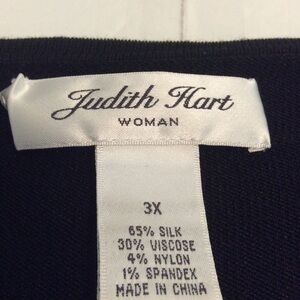 Judith Hart
WOMAN
3X
65% SILK
30% VISCOSE
4% NYLON
1% SPANDEX
MADE IN CHINA